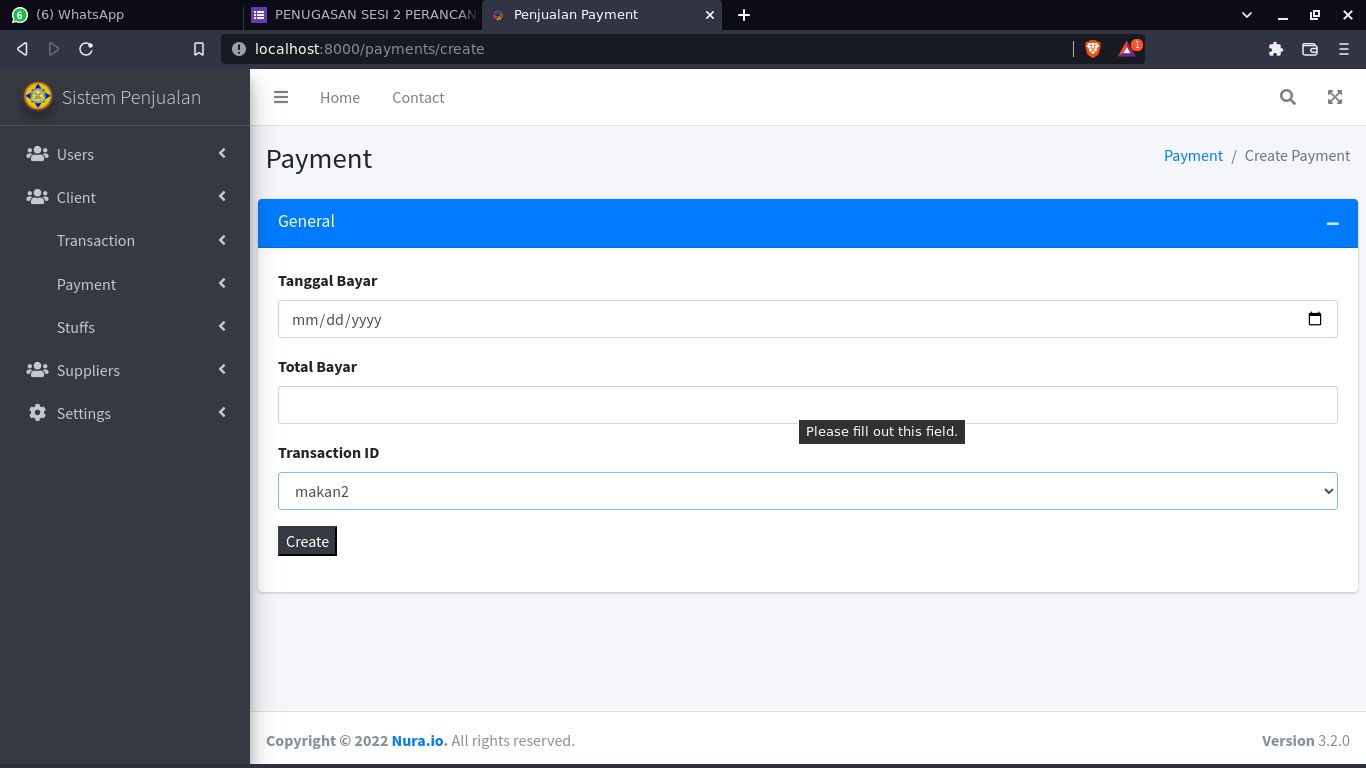 6 (6) WhatsApp
PENUGASAN SESI 2 PERANCAN
Penjualan Payment
localhost:8000/payments/create
1
Sistem Penjualan
Home
Contact
Users
Client
Transaction
Payment
Stuffs
Suppliers
Settings
Payment
Payment / Create Payment
General
Tanggal Bayar
mm/dd/yyyy
Total Bayar
Please fill out this field.
Transaction ID
makan2
Create
Copyright © 2022 Nura.io. All rights reserved.
Version 3.2.0